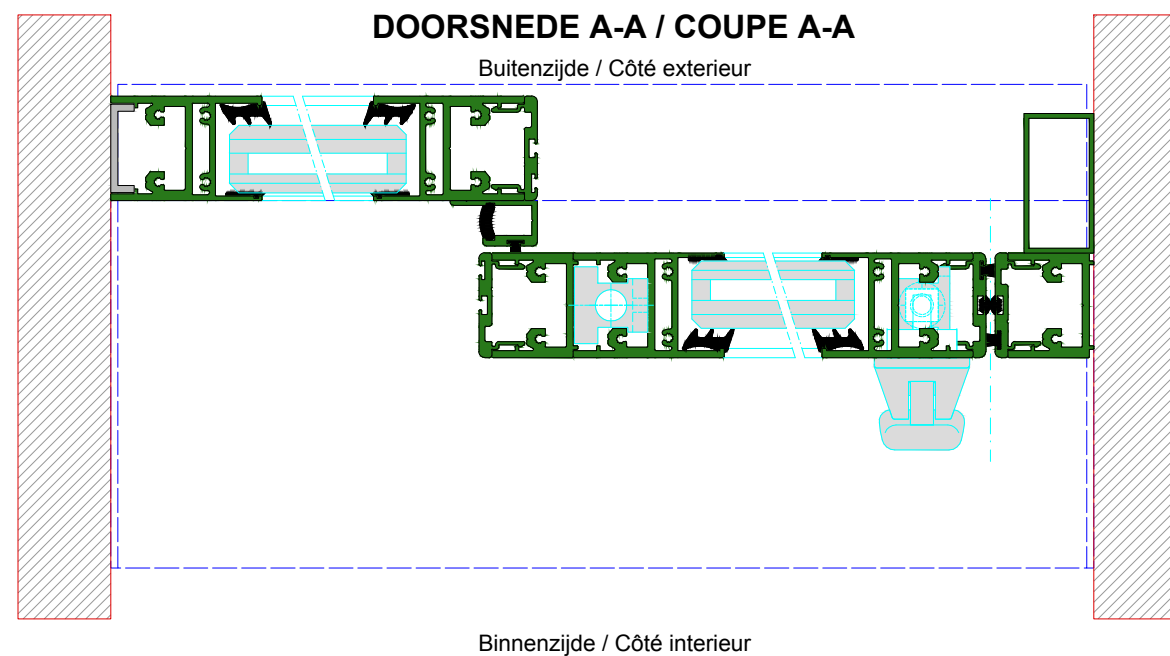 DOORSNEDE A-A / COUPE A-A
Buitenzijde / Côté exterieur
Binnenzijde / Côté interieur